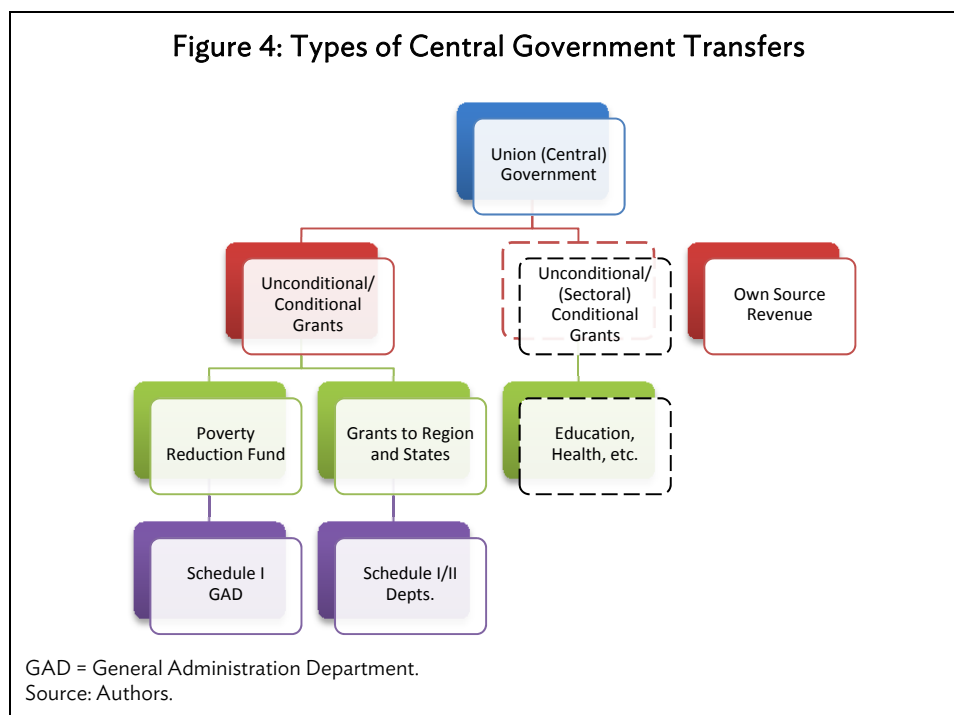 Figure 4: Types of Central Government Transfers
Union (Central)
Government
Unconditional/
Conditional
Grants
Unconditional/
(Sectoral)
Conditional
Grants
Own Source
Revenue
Poverty
Reduction Fund
Grants to Region
and States
Education,
Health, etc.
Schedule I
GAD
Schedule I/II
Depts.
GAD = General Administration Department.
Source: Authors.